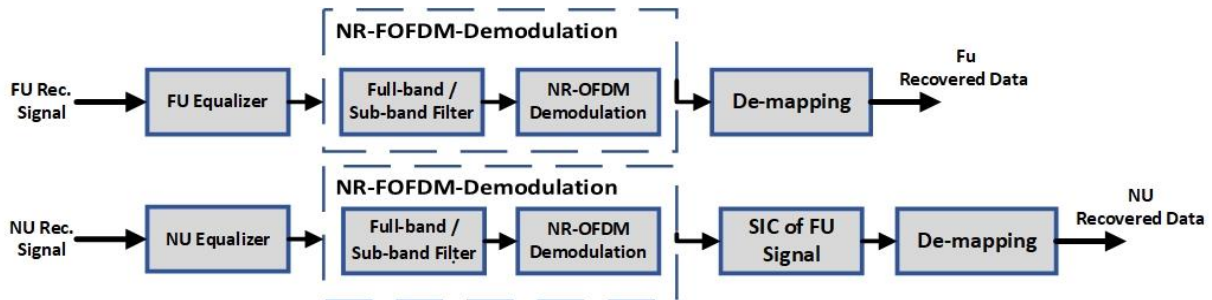 NR-FOFDM-Demodulation
Fu
Recovered Data
FU Rec.
Signal
FU Equalizer
Full-band /
Sub-band Filter
NR-OFDM
Demodulation
De-mapping
NR-FOFDM-Demodulation
NU
Recovered Data
NU Rec.
Signal
NU Equalizer
Full-band /
Sub-band Filter
NR-OFDM
Demodulation
SIC of FU
Signal
De-mapping